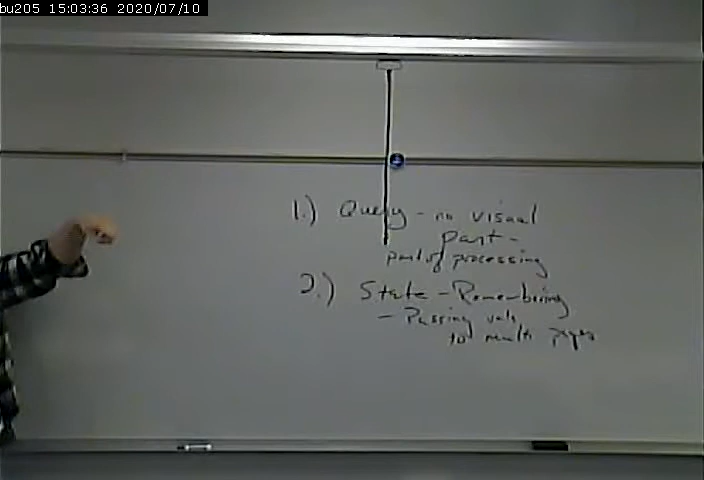 bu205 15:03:36 2020/07/10
1.) Query - no visual
part -
part of processing
2.) State - Remembering
- Passing vals
to multi pages